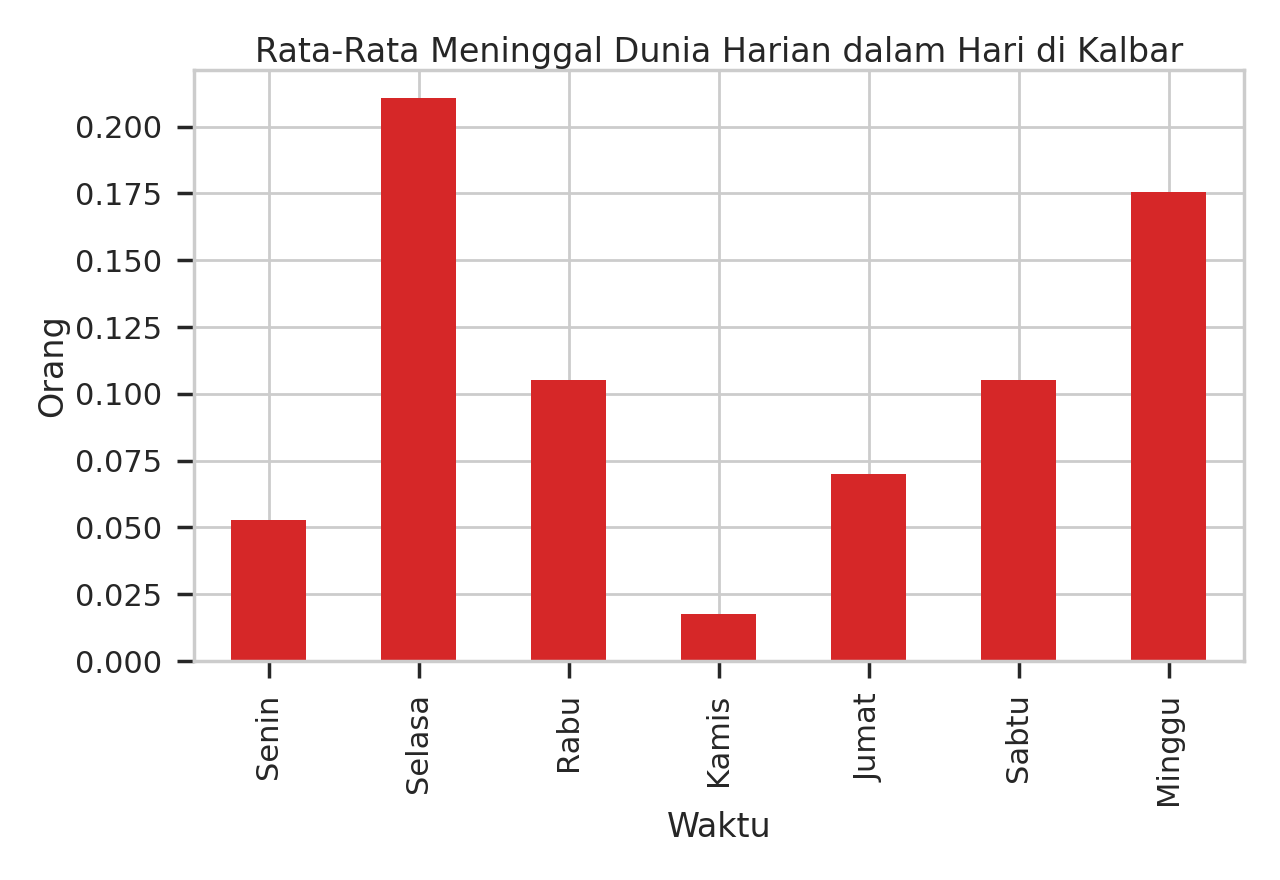 Rata-Rata Meninggal Dunia Harian dalam Hari di Kalbar
0.200
0.175
0.150
0.125
0.100
0.075
0.050
0.025
0.000
Orang
Senin
Selasa
Rabu
Kamis
Jumat
Sabtu
Minggu
Waktu